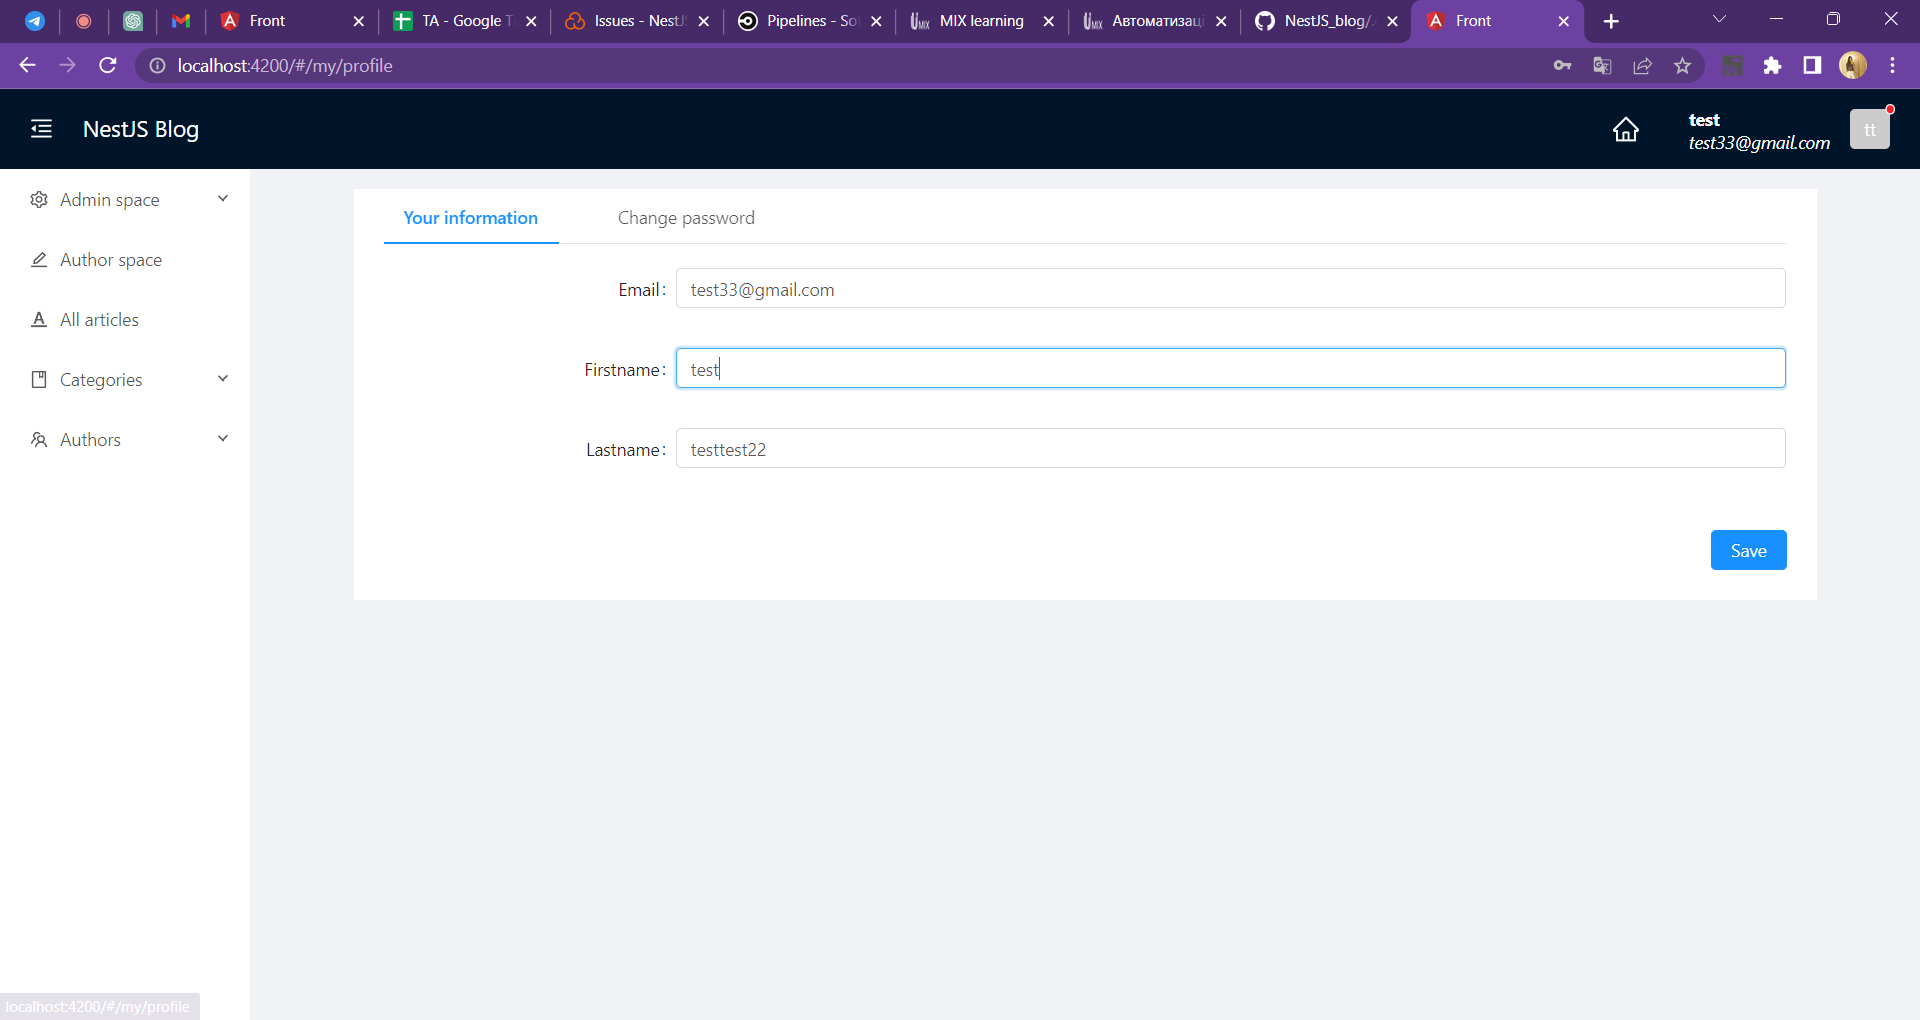 Front
TA - Google T
Issues - NestJS
Pipelines - So
MIX learning
Автоматизаці
NestJS_blog/.
Front
localhost:4200/#/my/profile
NestJS Blog
test
test33@gmail.com
tt
Admin space
Author space
All articles
Categories
Authors
Your information
Change password
Email:
test33@gmail.com
Firstname:
test
Lastname:
testtest22
Save
localhost:4200/#/my/profile